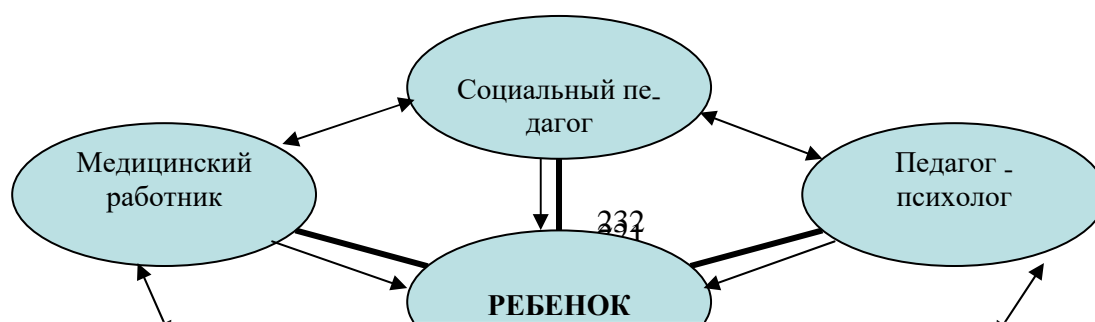 Социальный пе-
дагог
Медицинский
работник
Педагог -
психолог
232
РЕБЕНОК